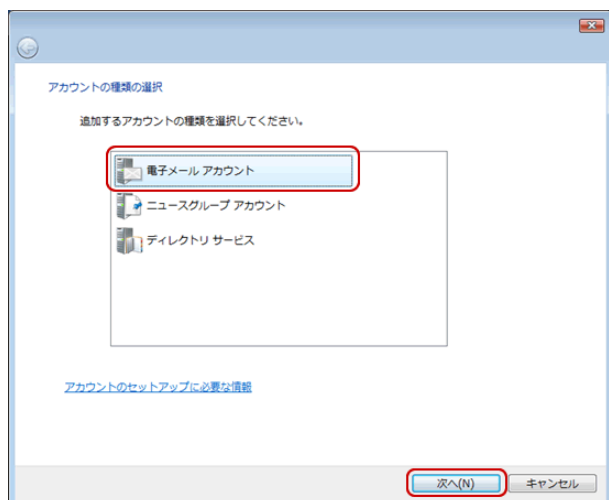 アカウントの種類の選択
追加するアカウントの種類を選択してください。
電子メール アカウント
ニュースグループ アカウント
ディレクトリ サービス
アカウントのセットアップに必要な情報
次へ(N) キャンセル